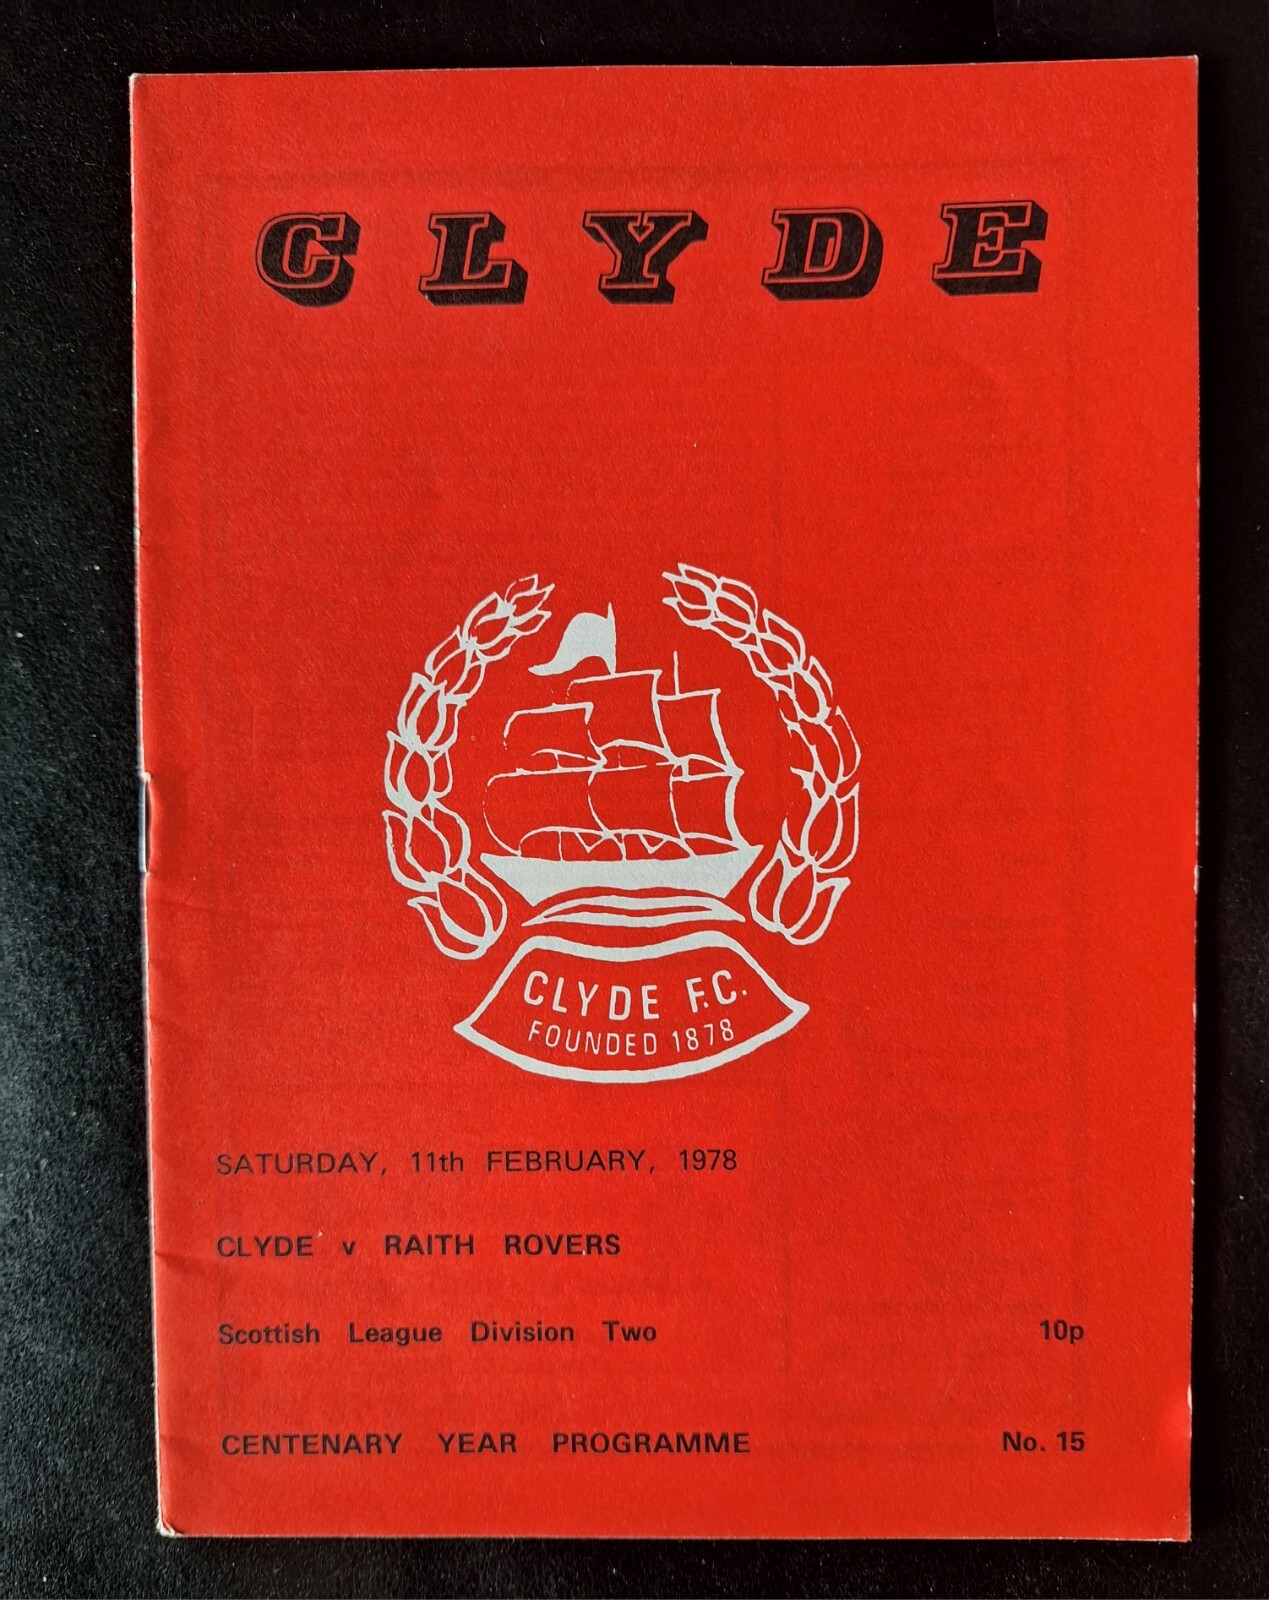 CLYDE
CLYDE F.C.
FOUNDED 1878
SATURDAY, 11th FEBRUARY, 1978
CLYDE v RAITH ROVERS
Scottish League Division Two 10p
CENTENARY YEAR PROGRAMME No. 15